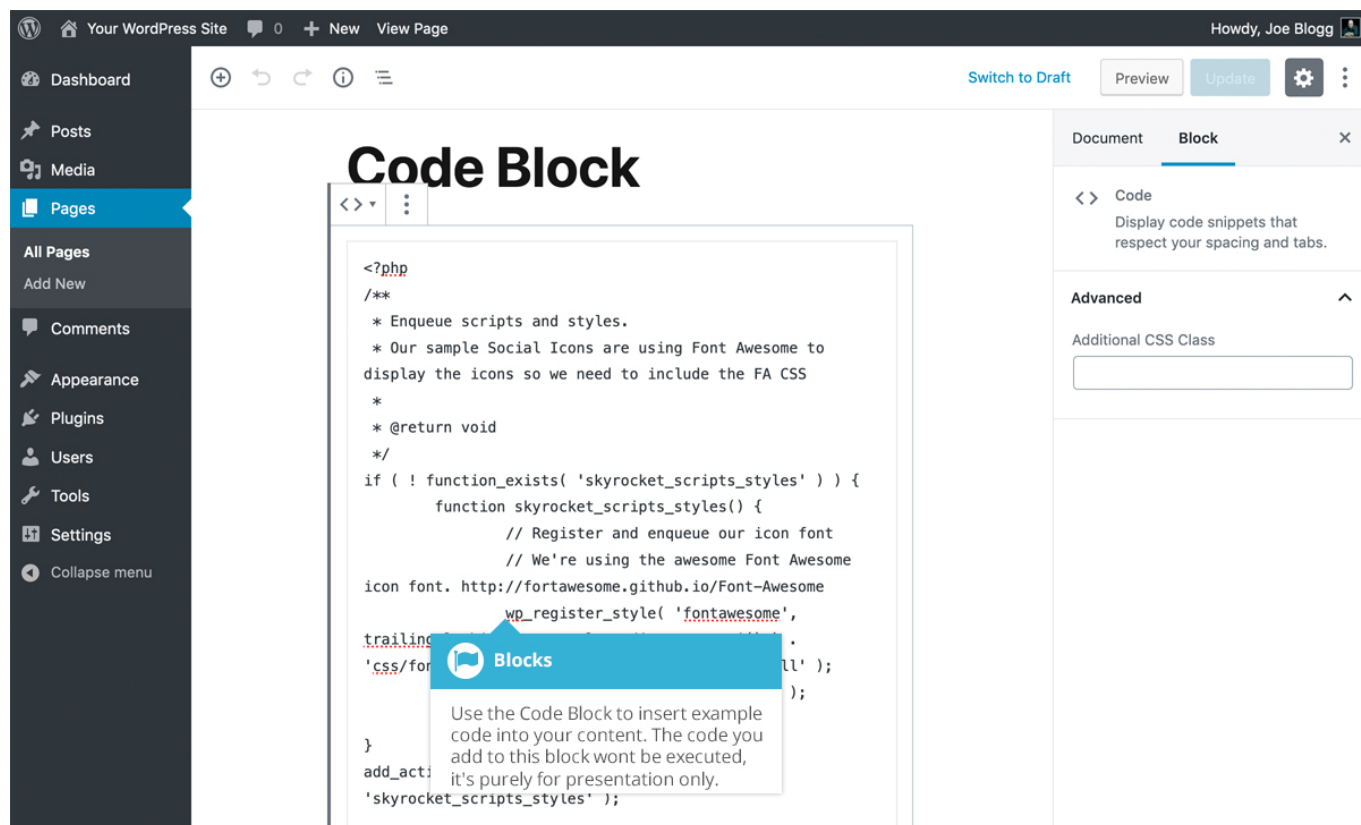 Your WordPress Site 0 New View Page Howdy, Joe Blogg
Dashboard
Posts
Media
Pages
All Pages
Add New
Comments
Appearance
Plugins
Users
Tools
Settings
Collapse menu
Switch to Draft Preview Update
Code Block
<?php
/**
* Enqueue scripts and styles.
* Our sample Social Icons are using Font Awesome to
display the icons so we need to include the FA CSS
*
* @return void
*/
if ( ! function_exists( 'skyrocket_scripts_styles' ) ) {
function skyrocket_scripts_styles() {
// Register and enqueue our icon font
// We're using the awesome Font Awesome
icon font. http://fortawesome.github.io/Font-Awesome
wp_register_style( 'fontawesome',
.
'css/ ' );
);
}
'skyrocket_scripts_styles' );
Blocks
Use the Code Block to insert example
code into your content. The code you
add to this block wont be executed,
it's purely for presentation only.
Document Block ×
<> Code
Display code snippets that
respect your spacing and tabs.
Advanced
Additional CSS Class